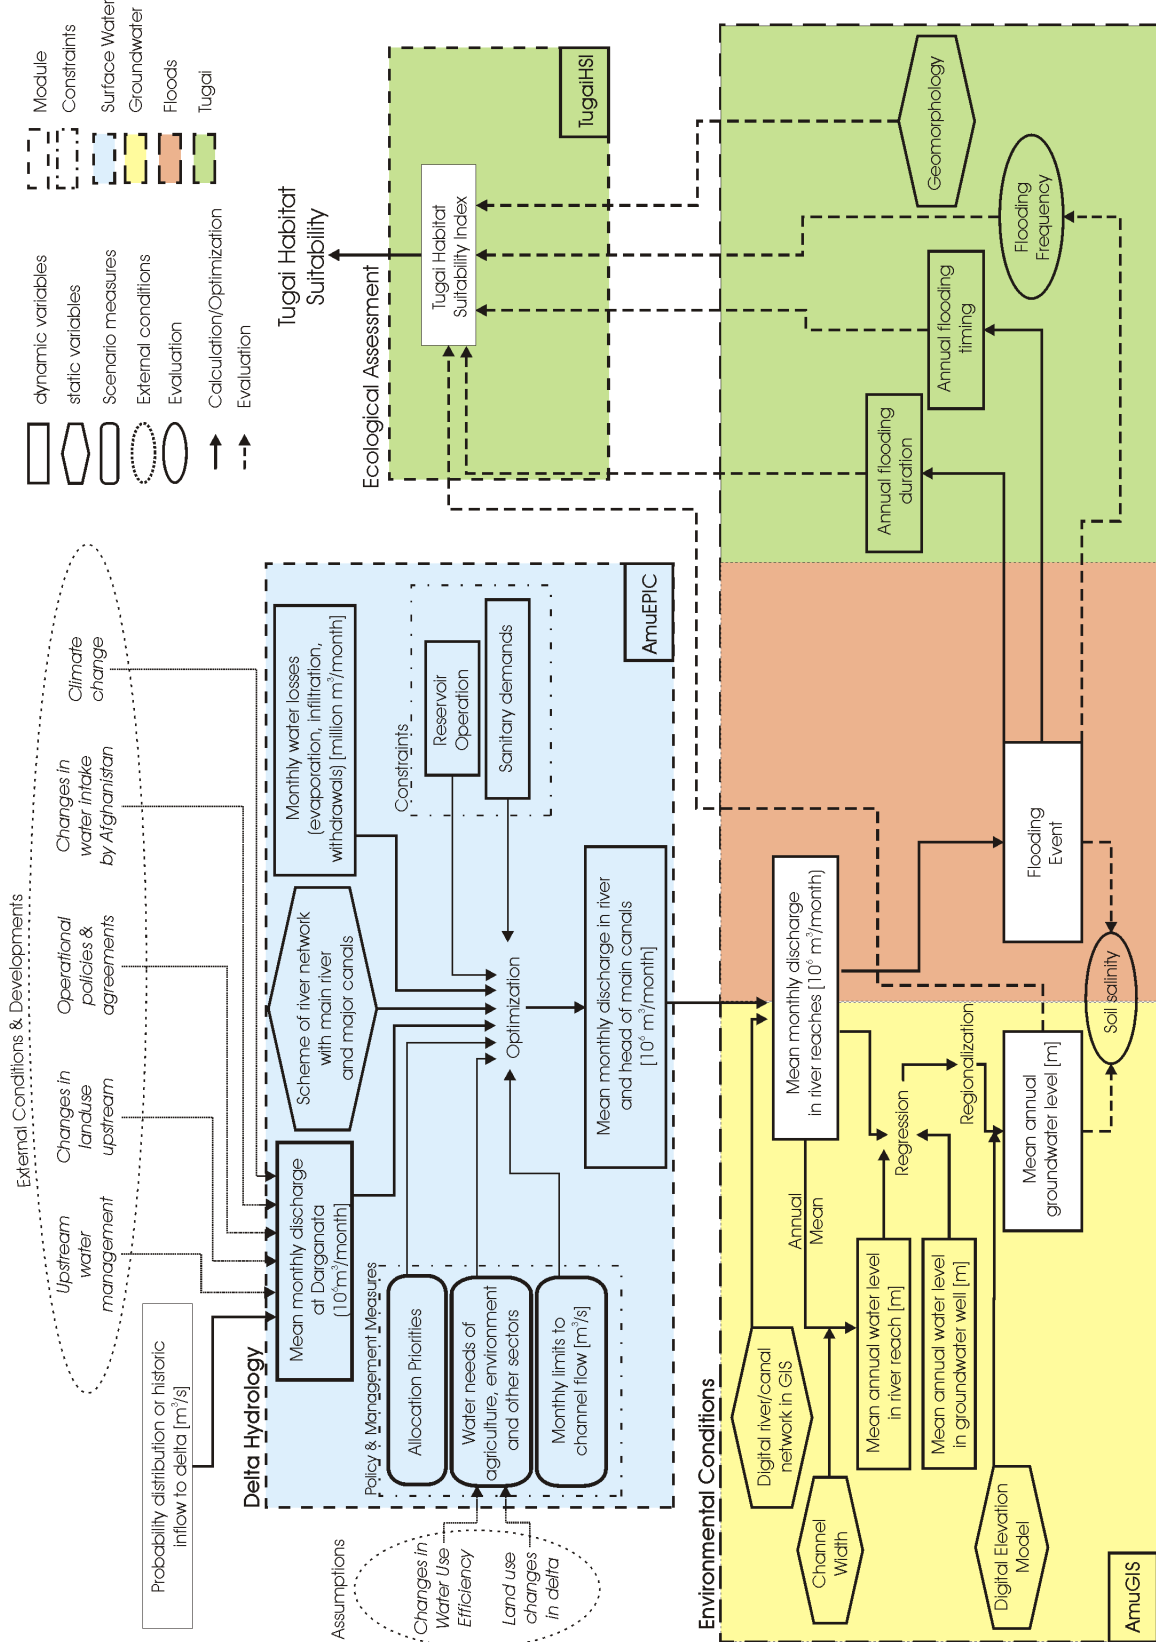 External Conditions & Developments
Upstream
water
management
Changes in
landuse
upstream
Operational
policies &
agreements
Changes in
water intake
by Afghanistan
Climate
change
dynamic variables
static variables
Scenario measures
External conditions
Evaluation
Calculation/Optimization
Evaluation
Module
Constraints
Surface Water
Groundwater
Floods
Tugai
Probability distribution or historic
inflow to delta [m³/s]
Delta Hydrology
Mean monthly discharge
at Darganata
(10⁶m³/month]
Scheme of river network
with main river
and major canals
Monthly water losses
(evaporation, infiltration,
withdrawals) [million m³/month]
Policy & Management Measures
Allocation Priorities
Water needs of
agriculture, environment
and other sectors
Monthly limits to
channel flow [m³/s]
Constraints
Reservoir
Operation
Sanitary demands
Optimization
Mean monthly discharge in river
and head of main canals
[10⁶ m³/month]
AmuEPIC
Assumptions
Changes in
Water Use
Efficiency
Land use
changes
in delta
Tugai Habitat
Suitability
Ecological Assessment
Tugai Habitat
Suitability Index
TugaiHSI
Environmental Conditions
Digital river/canal
network in GIS
Channel
Width
Annual
Mean
Mean monthly discharge
in river reaches [10⁶ m³/month)
Mean annual water level
in river reach [m]
Mean annual water level
in groundwater well [m]
Regression
Regionalization
Digital Elevation
Model
Mean annual
groundwater level [m]
Soil salinity
Flooding
Event
Annual flooding
duration
Annual flooding
timing
Flooding
Frequency
Geomorphology
AmuGIS